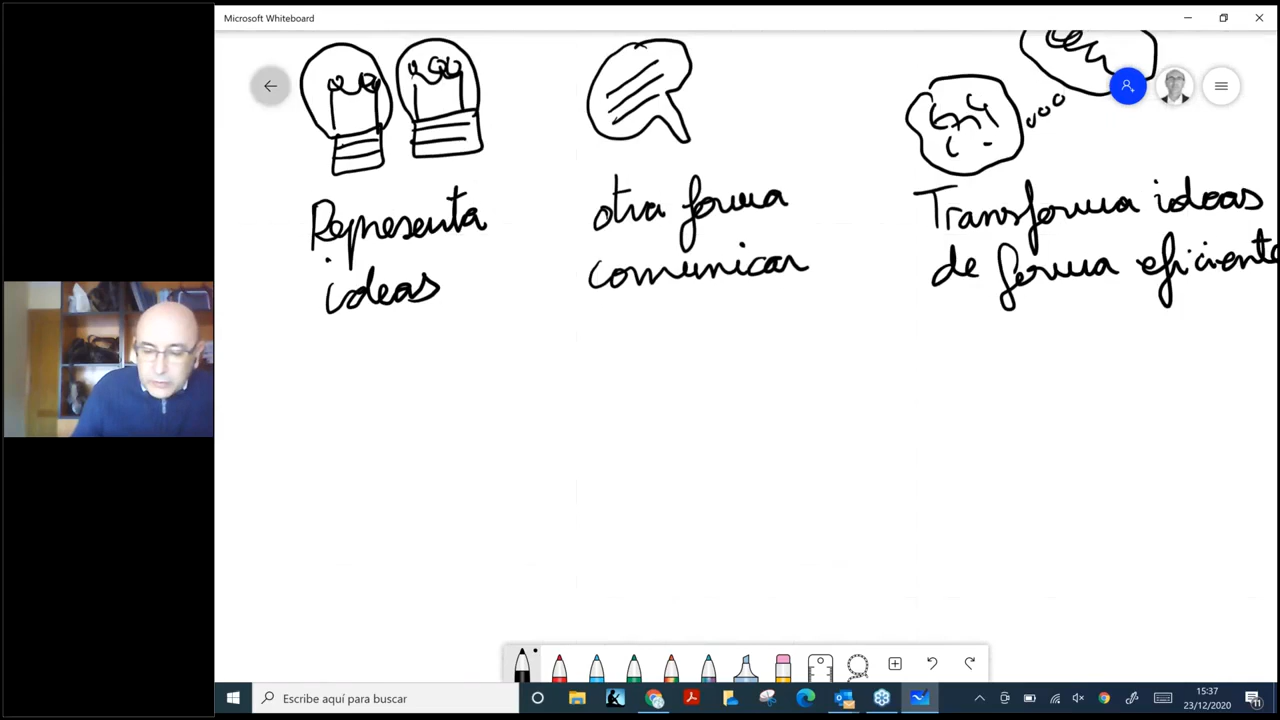 Microsoft Whiteboard
Representa
ideas
otra forma
comunicar
Transforma ideas
de forma eficiente
Escribe aquí para buscar
15:37
23/12/2020
11